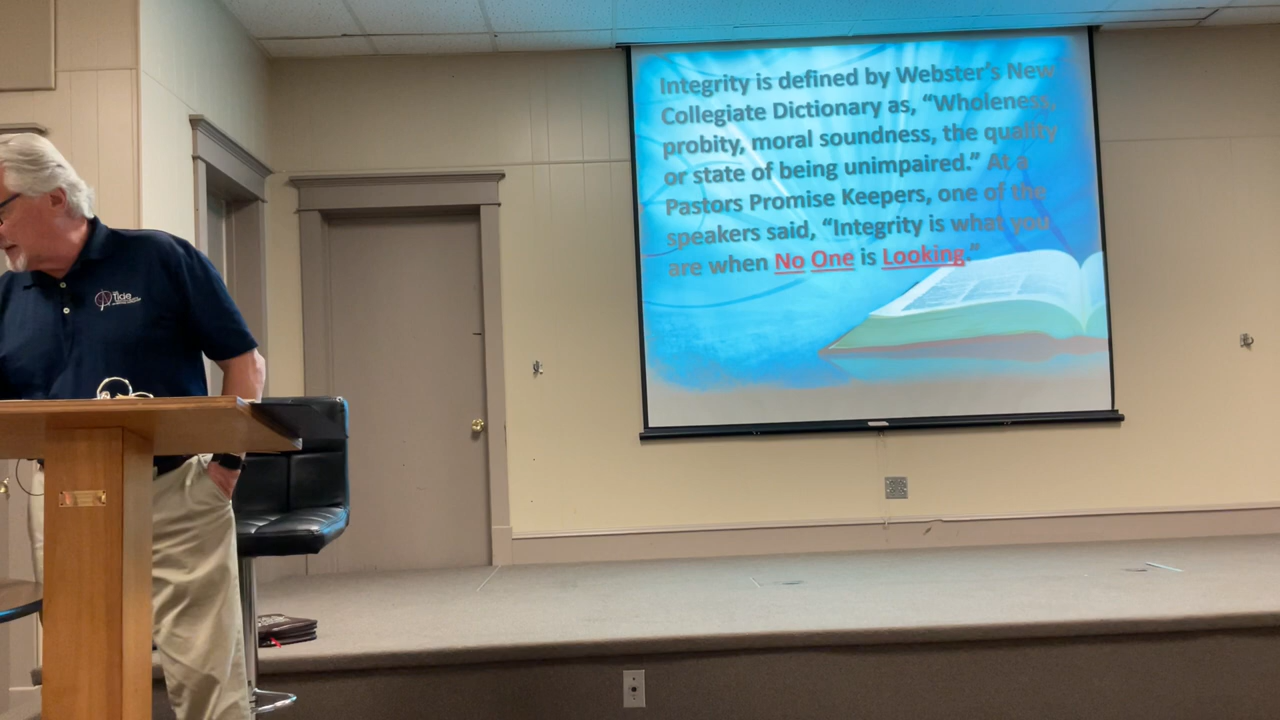 Integrity is defined by Webster's New
Collegiate Dictionary as, “Wholeness,
probity, moral soundness, the quality
or state of being unimpaired.” At a
Pastors Promise Keepers, one of the
speakers said, “Integrity is what you
are when No One is Looking.”